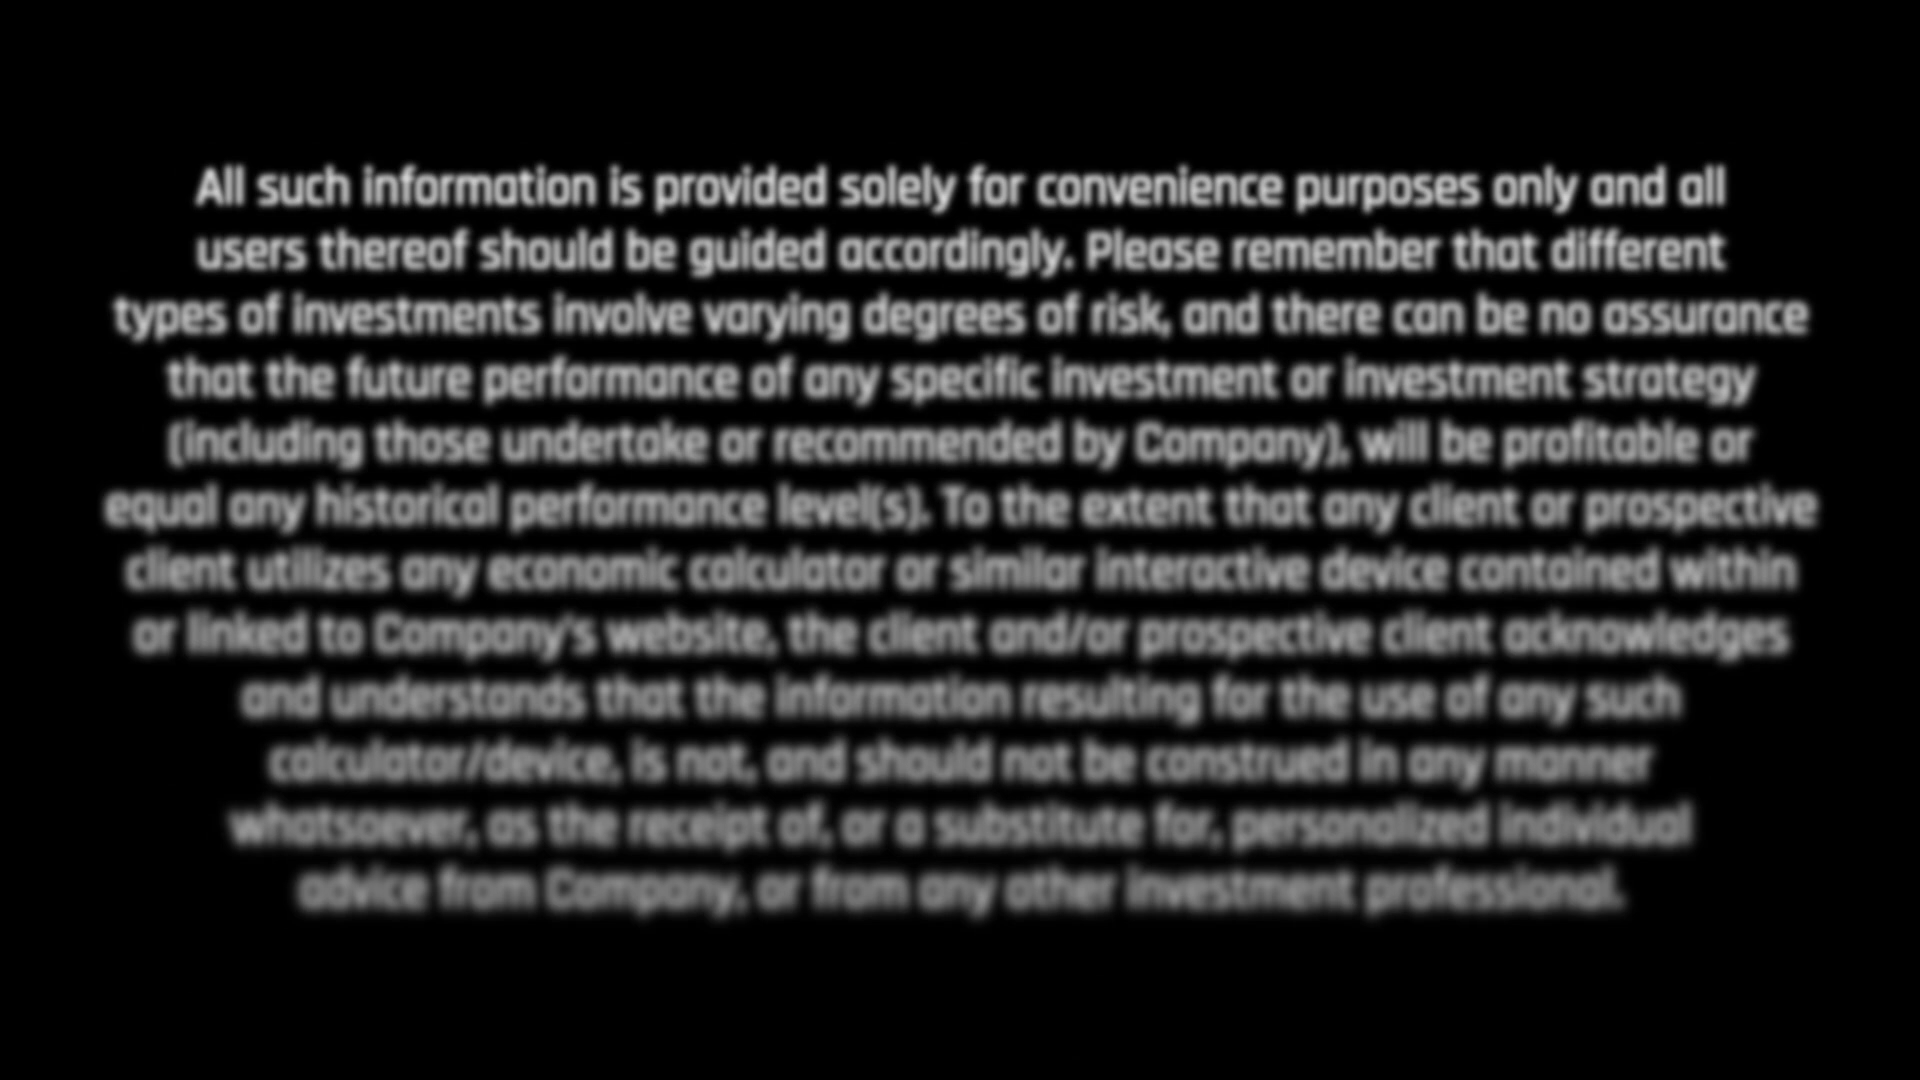 All such information is provided solely for convenience purposes only and all
users thereof should be guided accordingly. Please remember that different
types of investments involve varying degrees of risk, and there can be no assurance
that the future performance of any specific investment or investment strategy
(including those undertake or recommended by Company), will be profitable or
equal any historical performance level(s). To the extent that any client or prospective
client utilizes any economic calculator or similar interactive device contained within
or linked to Company's website, the client and/or prospective client acknowledges
and understands that the information resulting for the use of any such
calculator/device, is not, and should not be construed in any manner
whatsoever, as the receipt of, or a substitute for, personalized individual
advice from Company, or from any other investment professional.